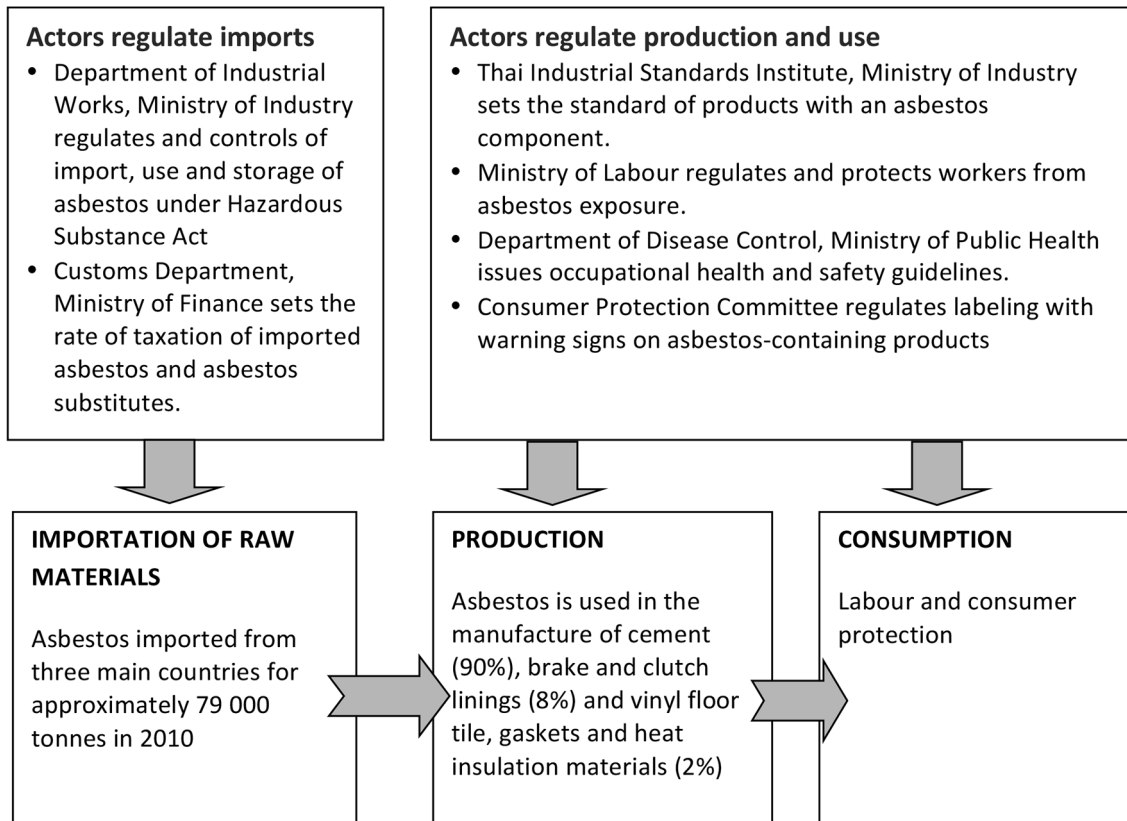 Actors regulate imports
• Department of Industrial
Works, Ministry of Industry
regulates and controls of
import, use and storage of
asbestos under Hazardous
Substance Act
• Customs Department,
Ministry of Finance sets the
rate of taxation of imported
asbestos and asbestos
substitutes.
Actors regulate production and use
• Thai Industrial Standards Institute, Ministry of Industry
sets the standard of products with an asbestos
component.
• Ministry of Labour regulates and protects workers from
asbestos exposure.
• Department of Disease Control, Ministry of Public Health
issues occupational health and safety guidelines.
• Consumer Protection Committee regulates labeling with
warning signs on asbestos-containing products
IMPORTATION OF RAW
MATERIALS
Asbestos imported from
three main countries for
approximately 79 000
tonnes in 2010
PRODUCTION
Asbestos is used in the
manufacture of cement
(90%), brake and clutch
linings (8%) and vinyl floor
tile, gaskets and heat
insulation materials (2%)
CONSUMPTION
Labour and consumer
protection